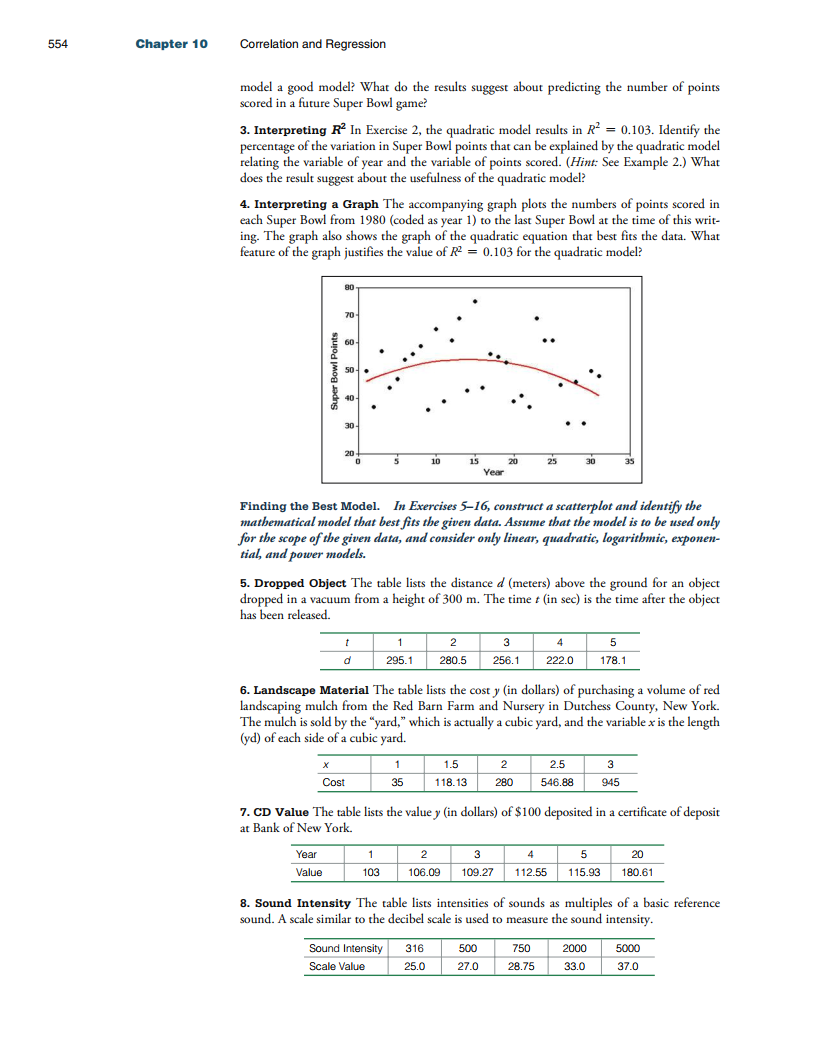 554 Chapter 10 Correlation and Regression
model a good model? What do the results suggest about predicting the number of points
scored in a future Super Bowl game?
3. Interpreting R² In Exercise 2, the quadratic model results in R² = 0.103. Identify the
percentage of the variation in Super Bowl points that can be explained by the quadratic model
relating the variable of year and the variable of points scored. (Hint: See Example 2.) What
does the result suggest about the usefulness of the quadratic model?
4. Interpreting a Graph The accompanying graph plots the numbers of points scored in
each Super Bowl from 1980 (coded as year 1) to the last Super Bowl at the time of this writ-
ing. The graph also shows the graph of the quadratic equation that best fits the data. What
feature of the graph justifies the value of R² = 0.103 for the quadratic model?
80
70
60
50
40
30
20
Super Bowl Points
0 5 10 15 20 25 30 35
Year
Finding the Best Model. In Exercises 5–16, construct a scatterplot and identify the
mathematical model that best fits the given data. Assume that the model is to be used only
for the scope of the given data, and consider only linear, quadratic, logarithmic, exponen-
tial, and power models.
5. Dropped Object The table lists the distance d (meters) above the ground for an object
dropped in a vacuum from a height of 300 m. The time t (in sec) is the time after the object
has been released.
t 1 2 3 4 5
d 295.1 280.5 256.1 222.0 178.1
6. Landscape Material The table lists the cost y (in dollars) of purchasing a volume of red
landscaping mulch from the Red Barn Farm and Nursery in Dutchess County, New York.
The mulch is sold by the “yard,” which is actually a cubic yard, and the variable x is the length
(yd) of each side of a cubic yard.
x 1 1.5 2 2.5 3
Cost 35 118.13 280 546.88 945
7. CD Value The table lists the value y (in dollars) of $100 deposited in a certificate of deposit
at Bank of New York.
Year 1 2 3 4 5 20
Value 103 106.09 109.27 112.55 115.93 180.61
8. Sound Intensity The table lists intensities of sounds as multiples of a basic reference
sound. A scale similar to the decibel scale is used to measure the sound intensity.
Sound Intensity 316 500 750 2000 5000
Scale Value 25.0 27.0 28.75 33.0 37.0